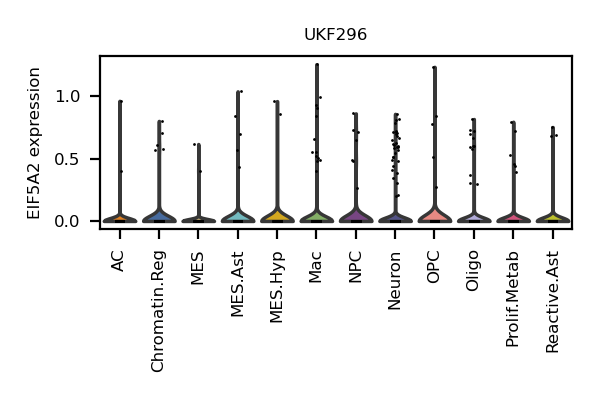 UKF296
EIF5A2 expression
1.0
0.5
0.0
AC
Chromatin.Reg
MES
MES.Ast
MES.Hyp
Mac
NPC
Neuron
OPC
Oligo
Prolif.Metab
Reactive.Ast